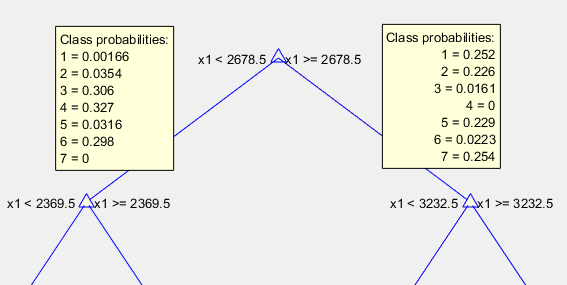 Class probabilities:
1 = 0.00166
2 = 0.0354
3 = 0.306
4 = 0.327
5 = 0.0316
6 = 0.298
7 = 0
x1 < 2678.5 x1 >= 2678.5
Class probabilities:
1 = 0.252
2 = 0.226
3 = 0.0161
4 = 0
5 = 0.229
6 = 0.0223
7 = 0.254
x1 < 2369.5 x1 >= 2369.5
x1 < 3232.5 x1 >= 3232.5